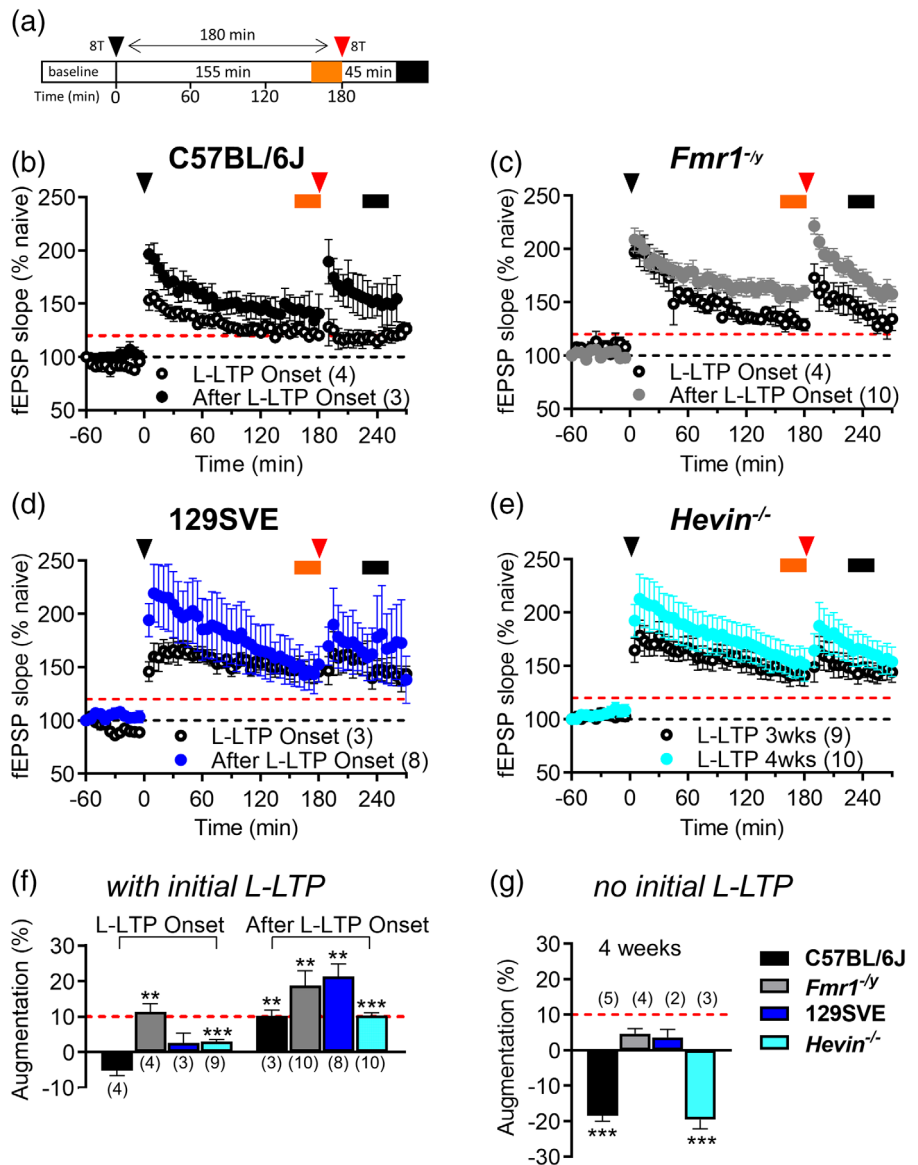 (a)
180 min
8T
8T
baseline
155 min
45 min
Time (min)
0
60
120
180
(b)
C57BL/6J
fEPSP slope (% naive)
250
200
150
100
50
L-LTP Onset (4)
After L-LTP Onset (3)
-60
0
60
120
180
240
Time (min)
(c)
Fmr1-/y
fEPSP slope (% naive)
250
200
150
100
50
L-LTP Onset (4)
After L-LTP Onset (10)
-60
0
60
120
180
240
Time (min)
(d)
129SVE
fEPSP slope (% naive)
250
200
150
100
50
L-LTP Onset (3)
After L-LTP Onset (8)
-60
0
60
120
180
240
Time (min)
(e)
Hevin-/-
fEPSP slope (% naive)
250
200
150
100
50
L-LTP 3wks (9)
L-LTP 4wks (10)
-60
0
60
120
180
240
Time (min)
(f)
with initial L-LTP
L-LTP Onset
After L-LTP Onset
Augmentation (%)
30
20
10
0
-10
**
***
**
**
**
***
(4)
(4)
(3)
(9)
(3)
(10)
(8)
(10)
(g)
no initial L-LTP
4 weeks
Augmentation (%)
30
20
10
0
-10
-20
-30
(5)
(4)
(2)
(3)
***
***
C57BL/6J
Fmr1-/y
129SVE
Hevin-/-